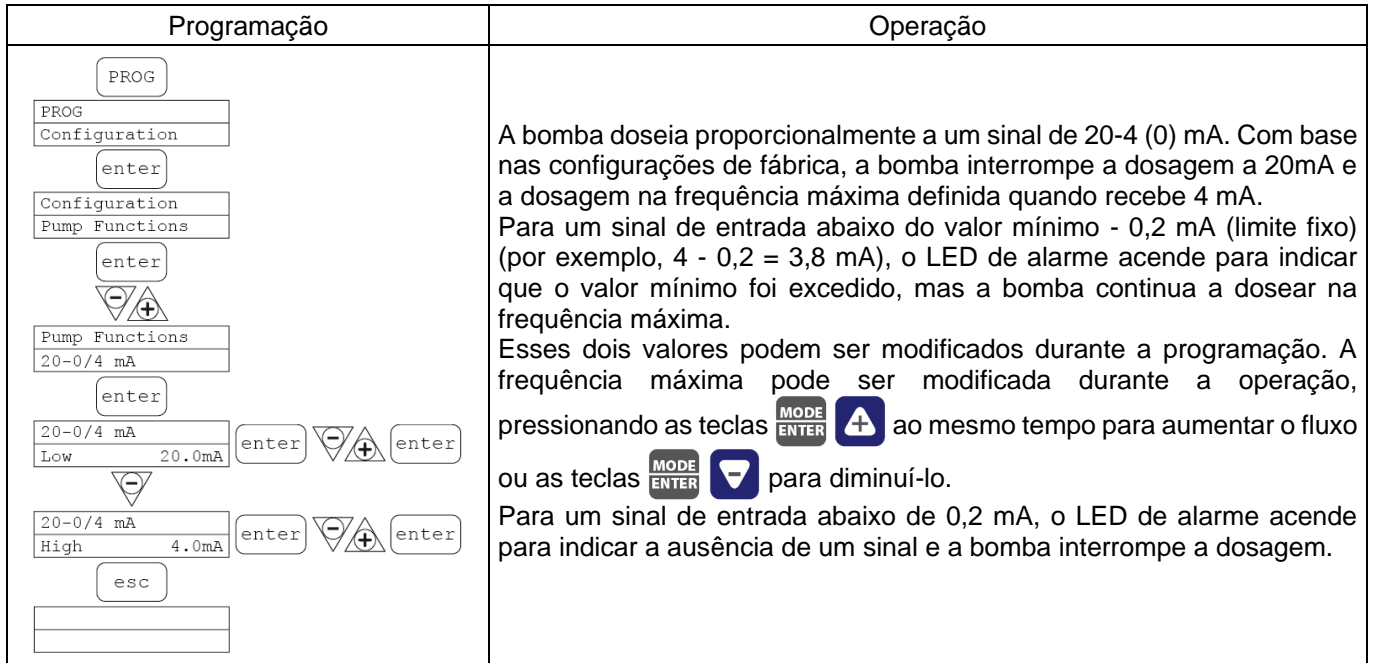 Programação
Operação
PROG
PROG
Configuration
enter
Configuration
Pump Functions
enter
Pump Functions
20-0/4 mA
enter
20-0/4 mA
Low 20.0mA
enter
enter
20-0/4 mA
High 4.0mA
enter
enter
esc
A bomba doseia proporcionalmente a um sinal de 20-4 (0) mA. Com base
nas configurações de fábrica, a bomba interrompe a dosagem a 20mA e
a dosagem na frequência máxima definida quando recebe 4 mA.
Para um sinal de entrada abaixo do valor mínimo - 0,2 mA (limite fixo)
(por exemplo, 4 - 0,2 = 3,8 mA), o LED de alarme acende para indicar
que o valor mínimo foi excedido, mas a bomba continua a dosear na
frequência máxima.
Esses dois valores podem ser modificados durante a programação. A
frequência máxima pode ser modificada durante a operação,
pressionando as teclas MODE ENTER + ao mesmo tempo para aumentar o fluxo
ou as teclas MODE ENTER - para diminuí-lo.
Para um sinal de entrada abaixo de 0,2 mA, o LED de alarme acende
para indicar a ausência de um sinal e a bomba interrompe a dosagem.